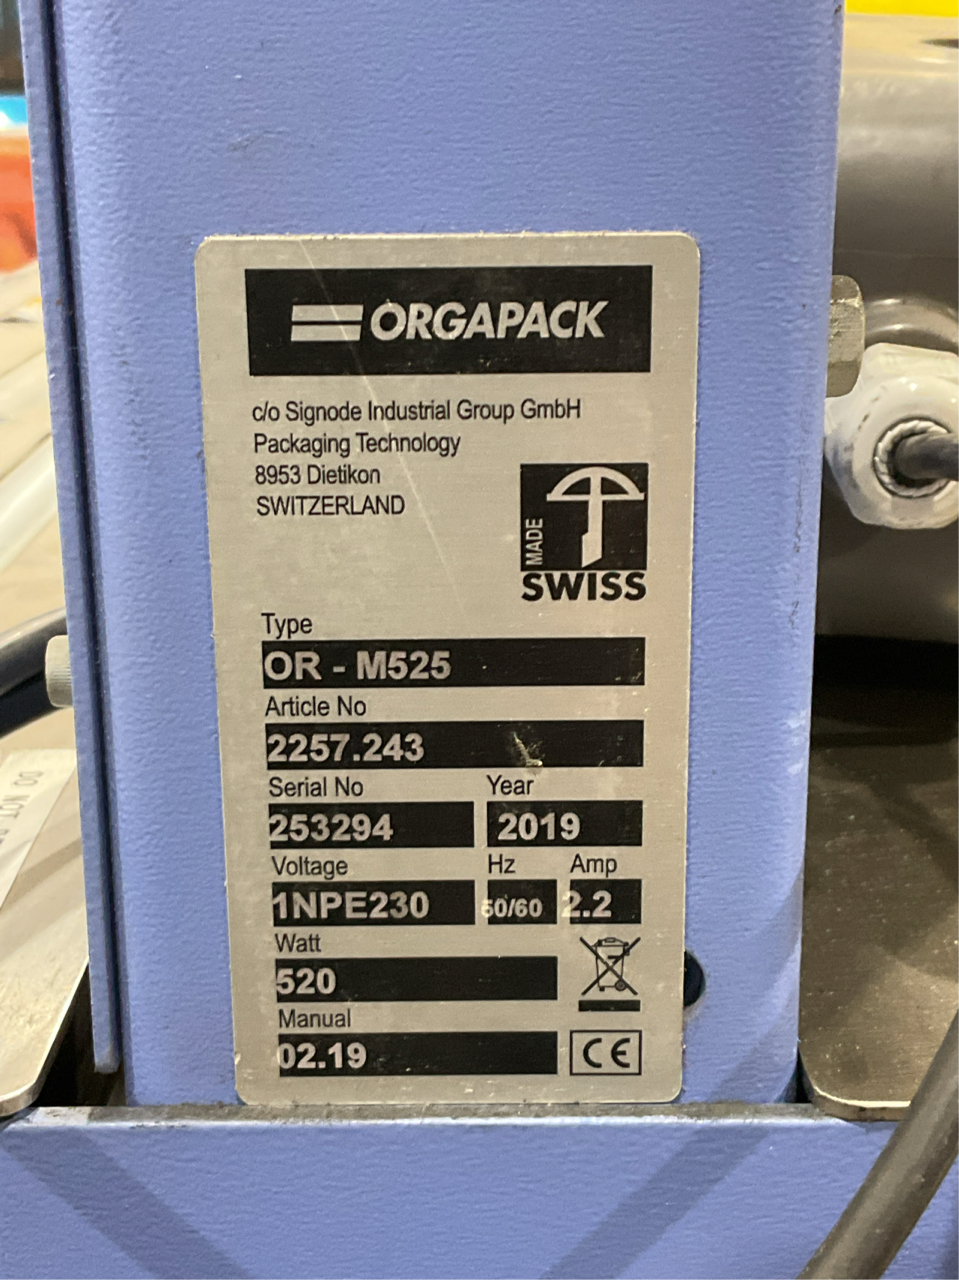 ORGAPACK
c/o Signode Industrial Group GmbH
Packaging Technology
8953 Dietikon
SWITZERLAND
MADE
SWISS
Type
OR - M525
Article No
2257.243
Serial No Year
253294 2019
Voltage Hz Amp
1NPE230 50/60 2.2
Watt
520
Manual
02.19
CE
DO NOT